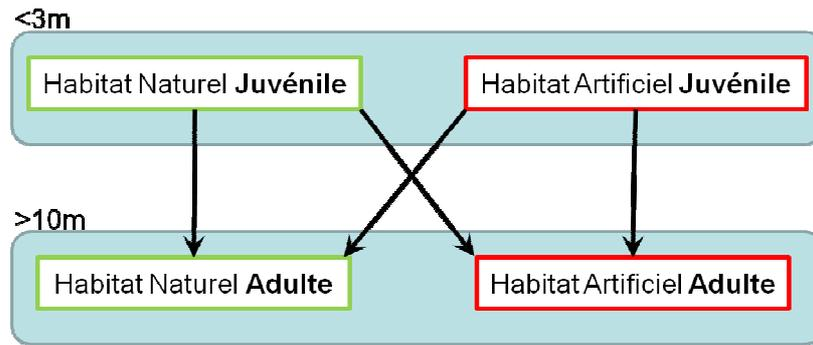 <3m
Habitat Naturel Juvénile
Habitat Artificiel Juvénile
>10m
Habitat Naturel Adulte
Habitat Artificiel Adulte